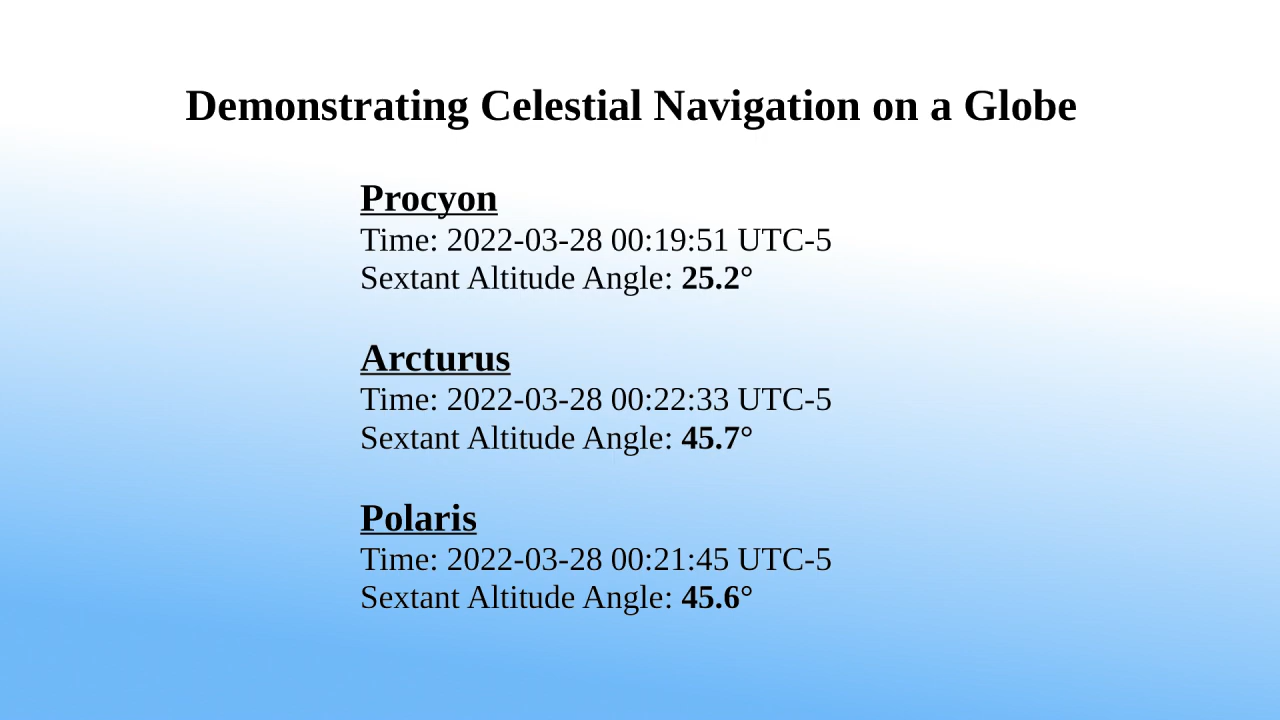 Demonstrating Celestial Navigation on a Globe
Procyon
Time: 2022-03-28 00:19:51 UTC-5
Sextant Altitude Angle: 25.2°
Arcturus
Time: 2022-03-28 00:22:33 UTC-5
Sextant Altitude Angle: 45.7°
Polaris
Time: 2022-03-28 00:21:45 UTC-5
Sextant Altitude Angle: 45.6°